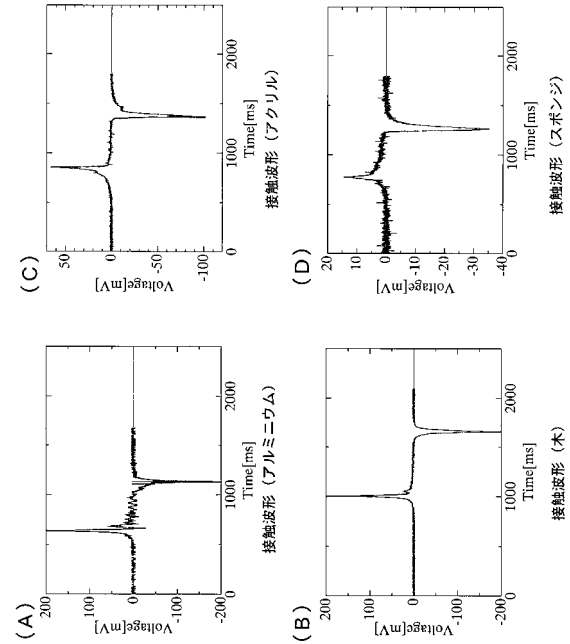 (A)
200
100
0
-100
-200
Voltage[mV]
0 1000 2000
Time[ms]
接触波形（アルミニウム）
(B)
200
100
0
-100
-200
Voltage[mV]
0 1000 2000
Time[ms]
接触波形（木）
(C)
50
0
-50
-100
Voltage[mV]
0 1000 2000
Time[ms]
接触波形（アクリル）
(D)
20
10
0
-10
-20
-30
-40
Voltage[mV]
0 1000 2000
Time[ms]
接触波形（スポンジ）